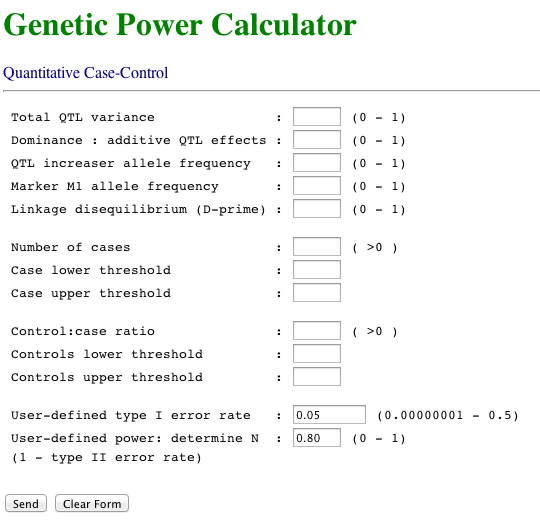 Genetic Power Calculator
Quantitative Case-Control
Total QTL variance : (0 - 1)
Dominance : additive QTL effects : (0 - 1)
QTL increaser allele frequency : (0 - 1)
Marker M1 allele frequency : (0 - 1)
Linkage disequilibrium (D-prime) : (0 - 1)
Number of cases : ( >0 )
Case lower threshold :
Case upper threshold :
Control:case ratio : ( >0 )
Controls lower threshold :
Controls upper threshold :
User-defined type I error rate : 0.05 (0.00000001 - 0.5)
User-defined power: determine N : 0.80 (0 - 1)
(1 - type II error rate)
Send Clear Form